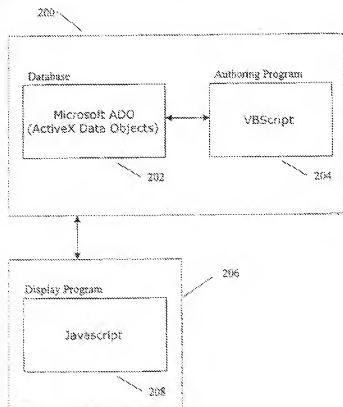 200
Database
Authoring Program
Microsoft ADO
(ActiveX Data Objects)
VBScript
202
204
206
Display Program
Javascript
208